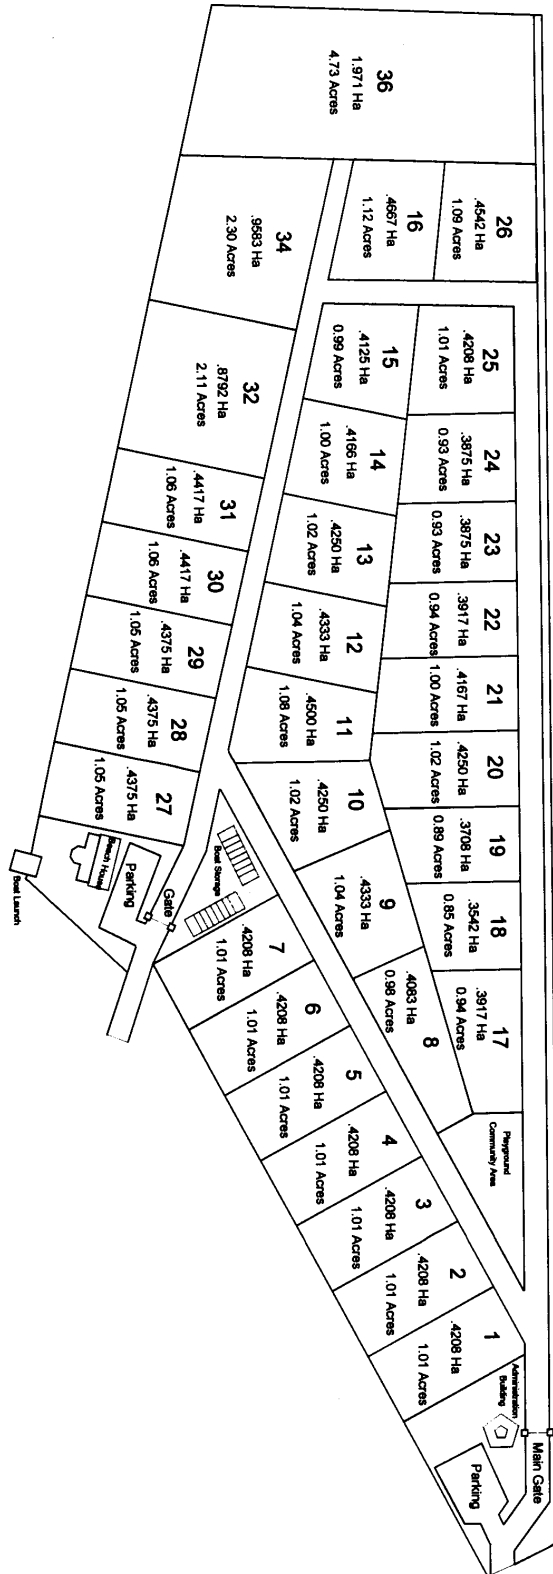 36
1.971 Ha
4.73 Acres
26
.4542 Ha
1.09 Acres
16
.4667 Ha
1.12 Acres
34
.9583 Ha
2.30 Acres
25
.4208 Ha
1.01 Acres
15
.4125 Ha
0.99 Acres
32
.8792 Ha
2.11 Acres
24
.3875 Ha
0.93 Acres
14
.4166 Ha
1.00 Acres
31
.4417 Ha
1.06 Acres
23
.3875 Ha
0.93 Acres
13
.4250 Ha
1.02 Acres
30
.4417 Ha
1.06 Acres
22
.3917 Ha
0.94 Acres
12
.4333 Ha
1.04 Acres
29
.4375 Ha
1.05 Acres
21
.4167 Ha
1.00 Acres
11
.4500 Ha
1.08 Acres
28
.4375 Ha
1.05 Acres
20
.4250 Ha
1.02 Acres
10
.4250 Ha
1.02 Acres
27
.4375 Ha
1.05 Acres
19
.3708 Ha
0.89 Acres
9
.4333 Ha
1.04 Acres
18
.3542 Ha
0.85 Acres
8
.4083 Ha
0.98 Acres
17
.3917 Ha
0.94 Acres
Boat Storage
Beach House
Parking
Gate
Boat Launch
7
.4208 Ha
1.01 Acres
6
.4208 Ha
1.01 Acres
5
.4208 Ha
1.01 Acres
4
.4208 Ha
1.01 Acres
3
.4208 Ha
1.01 Acres
2
.4208 Ha
1.01 Acres
1
.4208 Ha
1.01 Acres
Playground
Community Area
Administration
Building
Main Gate
Parking